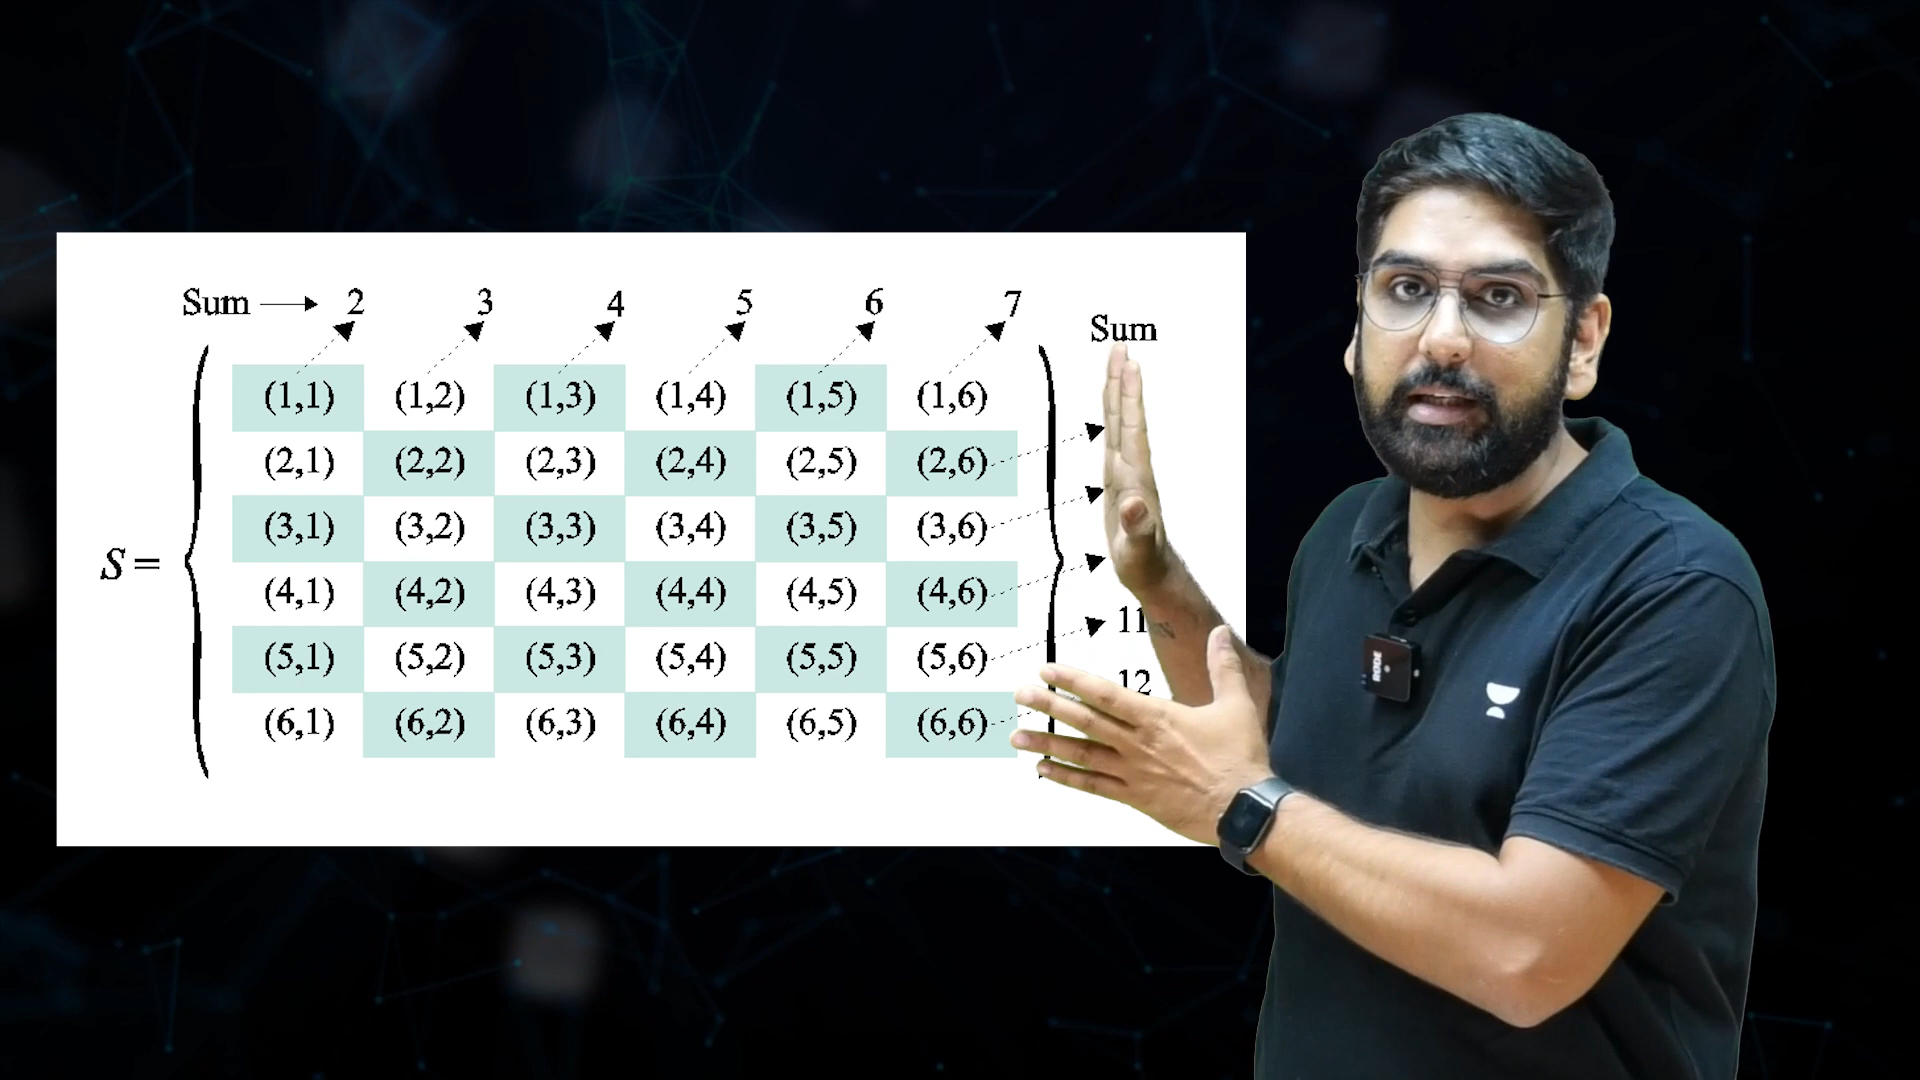 Sum → 2 3 4 5 6 7
Sum
(1,1) (1,2) (1,3) (1,4) (1,5) (1,6)
(2,1) (2,2) (2,3) (2,4) (2,5) (2,6)
(3,1) (3,2) (3,3) (3,4) (3,5) (3,6)
S =
(4,1) (4,2) (4,3) (4,4) (4,5) (4,6)
(5,1) (5,2) (5,3) (5,4) (5,5) (5,6) 11
(6,1) (6,2) (6,3) (6,4) (6,5) (6,6) 12
RODE